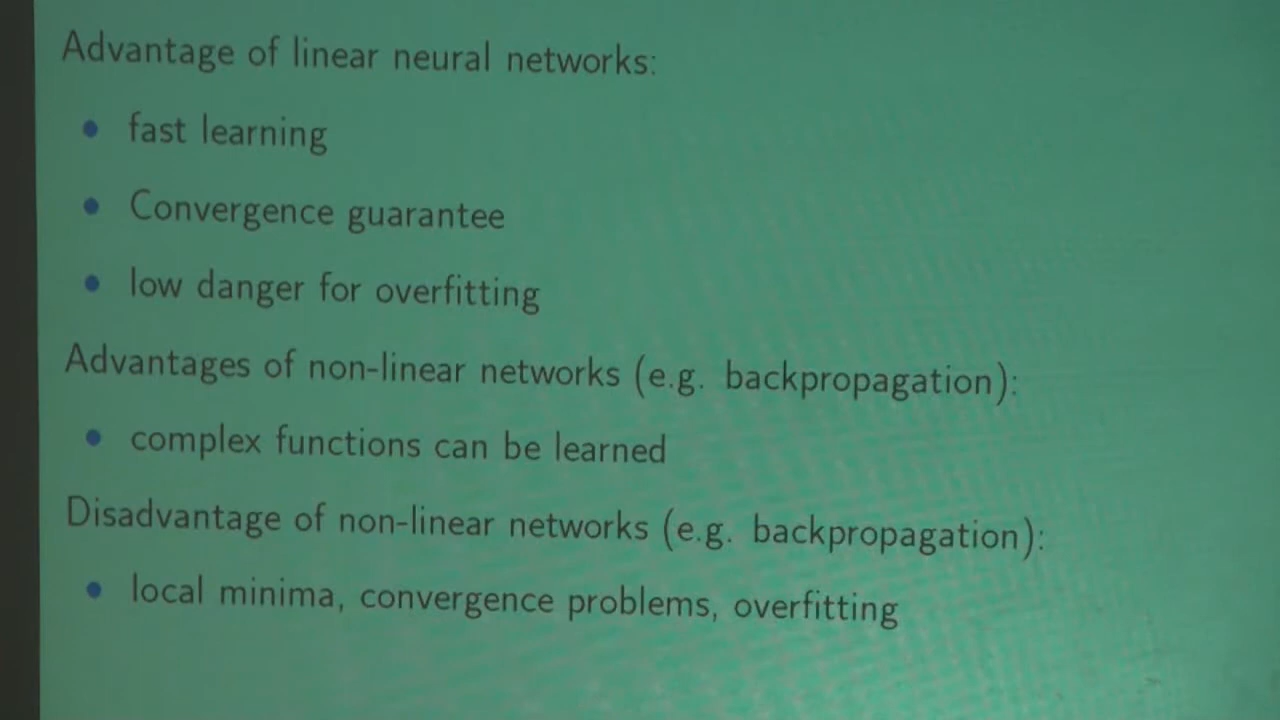 Advantage of linear neural networks:
• fast learning
• Convergence guarantee
• low danger for overfitting
Advantages of non-linear networks (e.g. backpropagation):
• complex functions can be learned
Disadvantage of non-linear networks (e.g. backpropagation):
• local minima, convergence problems, overfitting